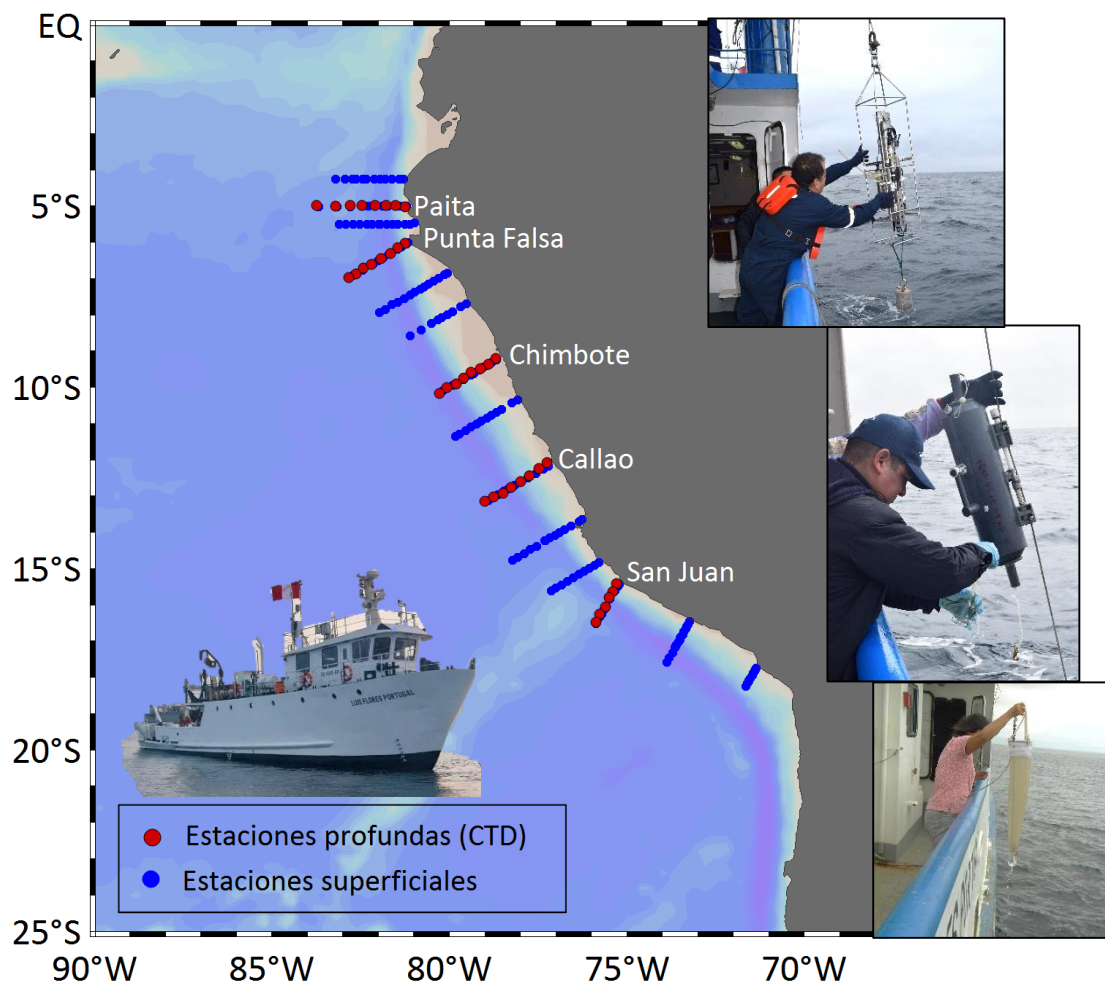 EQ
5°S
10°S
15°S
20°S
25°S
90°W
85°W
80°W
75°W
70°W
Paita
Punta Falsa
Chimbote
Callao
San Juan
LUIS FLORES PORTUGAL
Estaciones profundas (CTD)
Estaciones superficiales